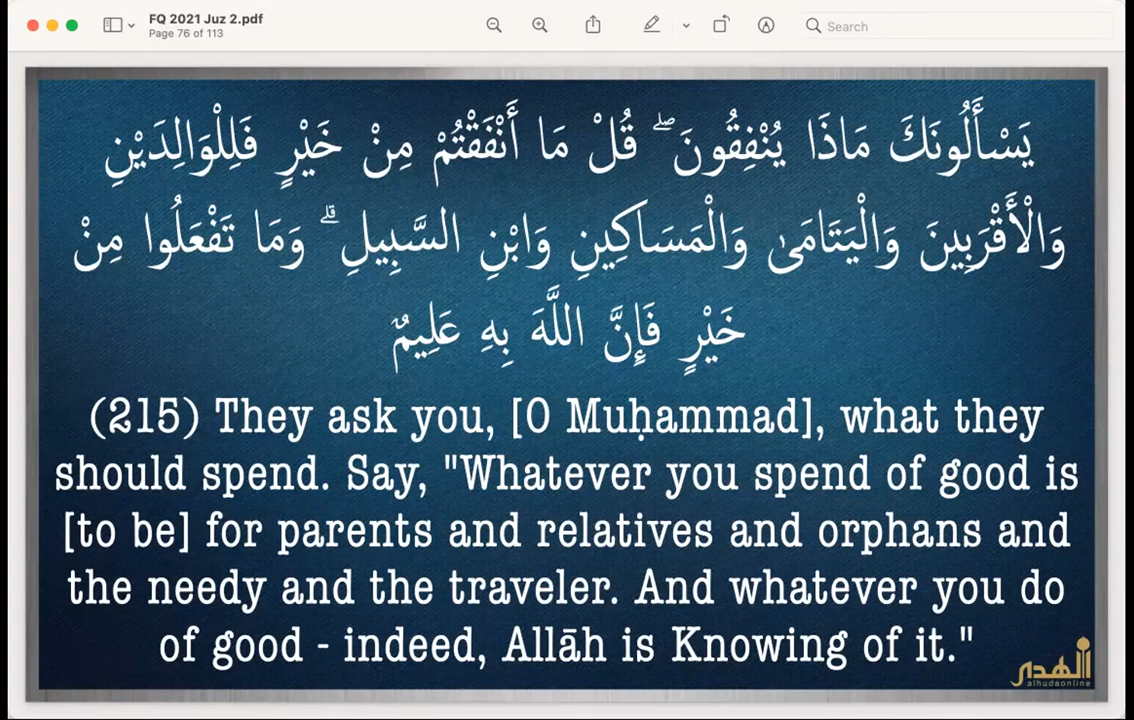 FQ 2021 Juz 2.pdf
Page 76 of 113
Search
يَسْأَلُونَكَ مَاذَا يُنْفِقُونَ ۖ قُلْ مَا أَنْفَقْتُمْ مِنْ خَيْرٍ فَلِلْوَالِدَيْنِ
وَالْأَقْرَبِينَ وَالْيَتَامَىٰ وَالْمَسَاكِينِ وَابْنِ السَّبِيلِ ۗ وَمَا تَفْعَلُوا مِنْ
خَيْرٍ فَإِنَّ اللَّهَ بِهِ عَلِيمٌ
(215) They ask you, [O Muḥammad], what they
should spend. Say, "Whatever you spend of good is
[to be] for parents and relatives and orphans and
the needy and the traveler. And whatever you do
of good - indeed, Allāh is Knowing of it."
الهدى
alhudaonline